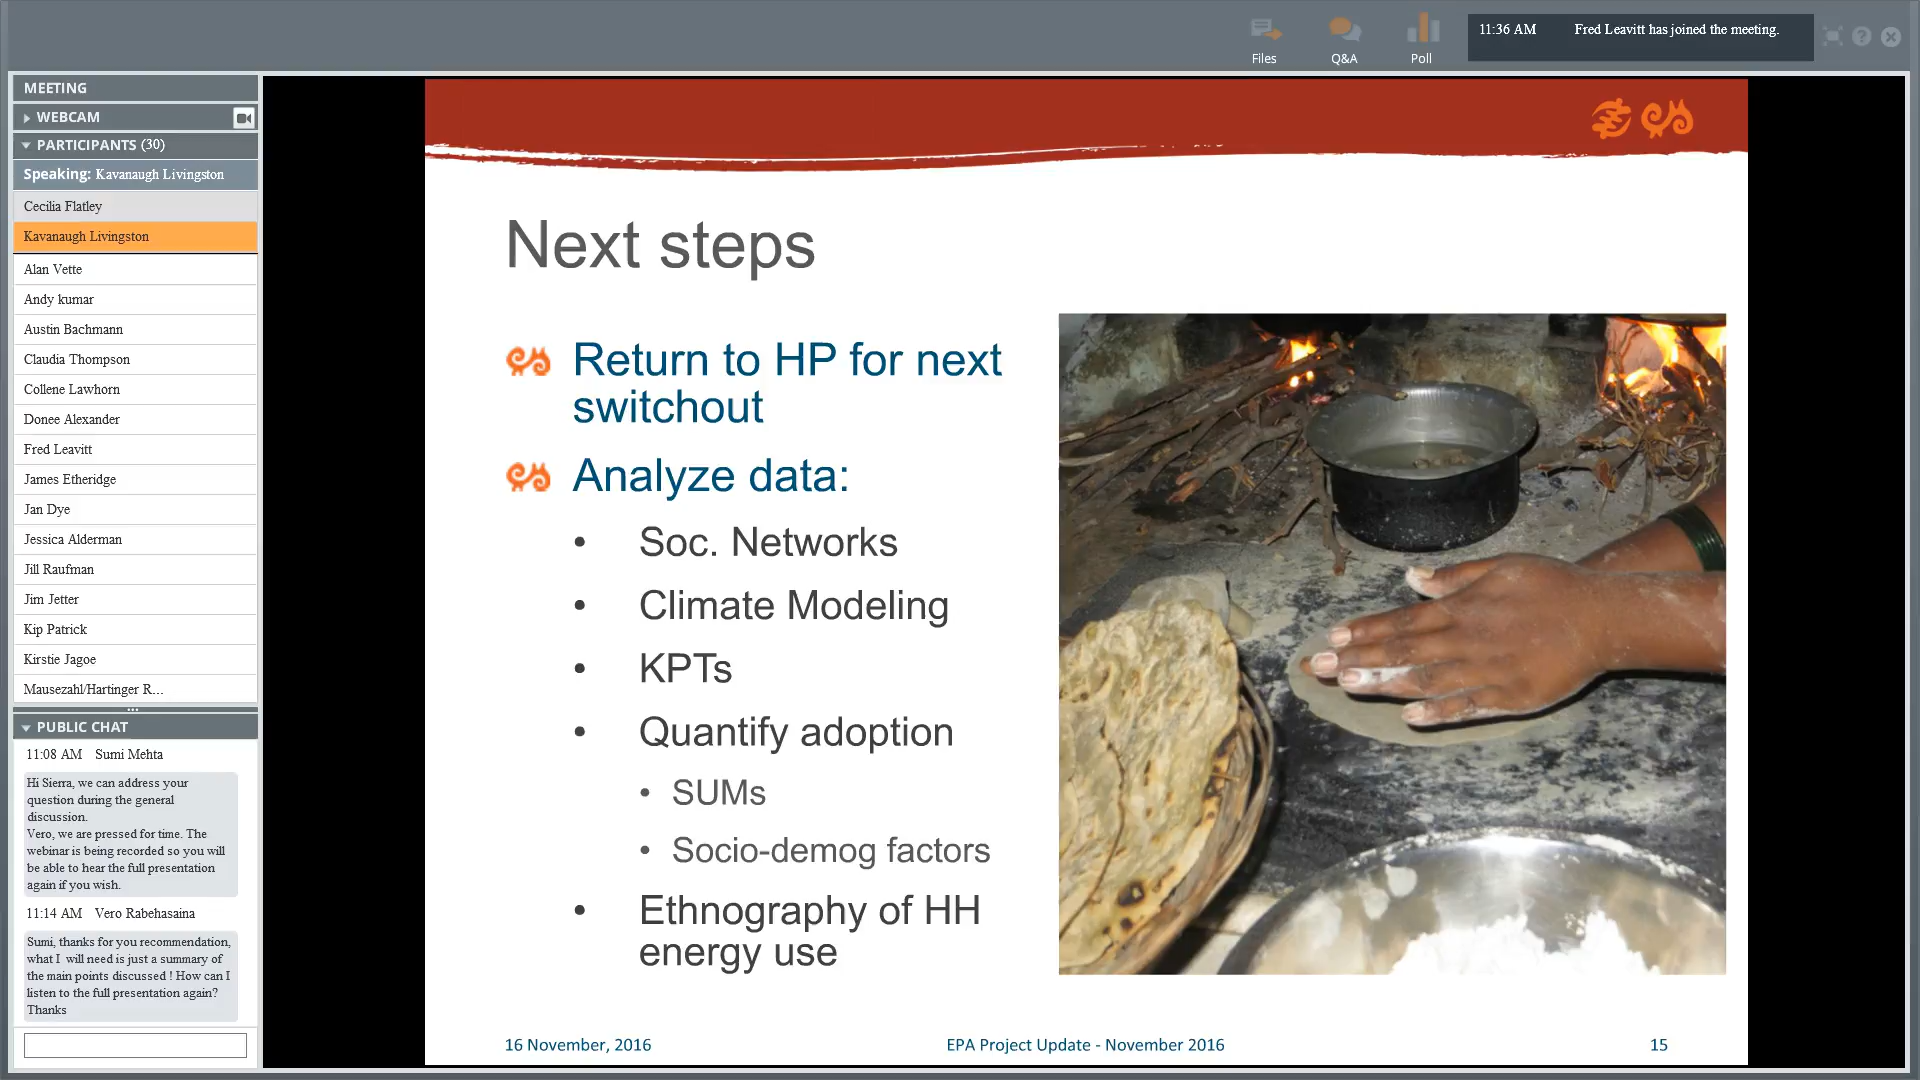 Files
Q&A
Poll
11:36 AM Fred Leavitt has joined the meeting.
MEETING
WEBCAM
PARTICIPANTS (30)
Speaking: Kavanaugh Livingston
Cecilia Flatley
Kavanaugh Livingston
Alan Vette
Andy kumar
Austin Bachmann
Claudia Thompson
Collene Lawhorn
Donee Alexander
Fred Leavitt
James Etheridge
Jan Dye
Jessica Alderman
Jill Raufman
Jim Jetter
Kip Patrick
Kirstie Jagoe
Mausezahl/Hartinger R...
PUBLIC CHAT
11:08 AM Sumi Mehta
Hi Sierra, we can address your
question during the general
discussion.
Vero, we are pressed for time. The
webinar is being recorded so you will
be able to hear the full presentation
again if you wish.
11:14 AM Vero Rabehasaina
Sumi, thanks for you recommendation,
what I will need is just a summary of
the main points discussed ! How can I
listen to the full presentation again?
Thanks
Next steps
Return to HP for next
switchout
Analyze data:
• Soc. Networks
• Climate Modeling
• KPTs
• Quantify adoption
• SUMs
• Socio-demog factors
• Ethnography of HH
energy use
16 November, 2016
EPA Project Update - November 2016
15